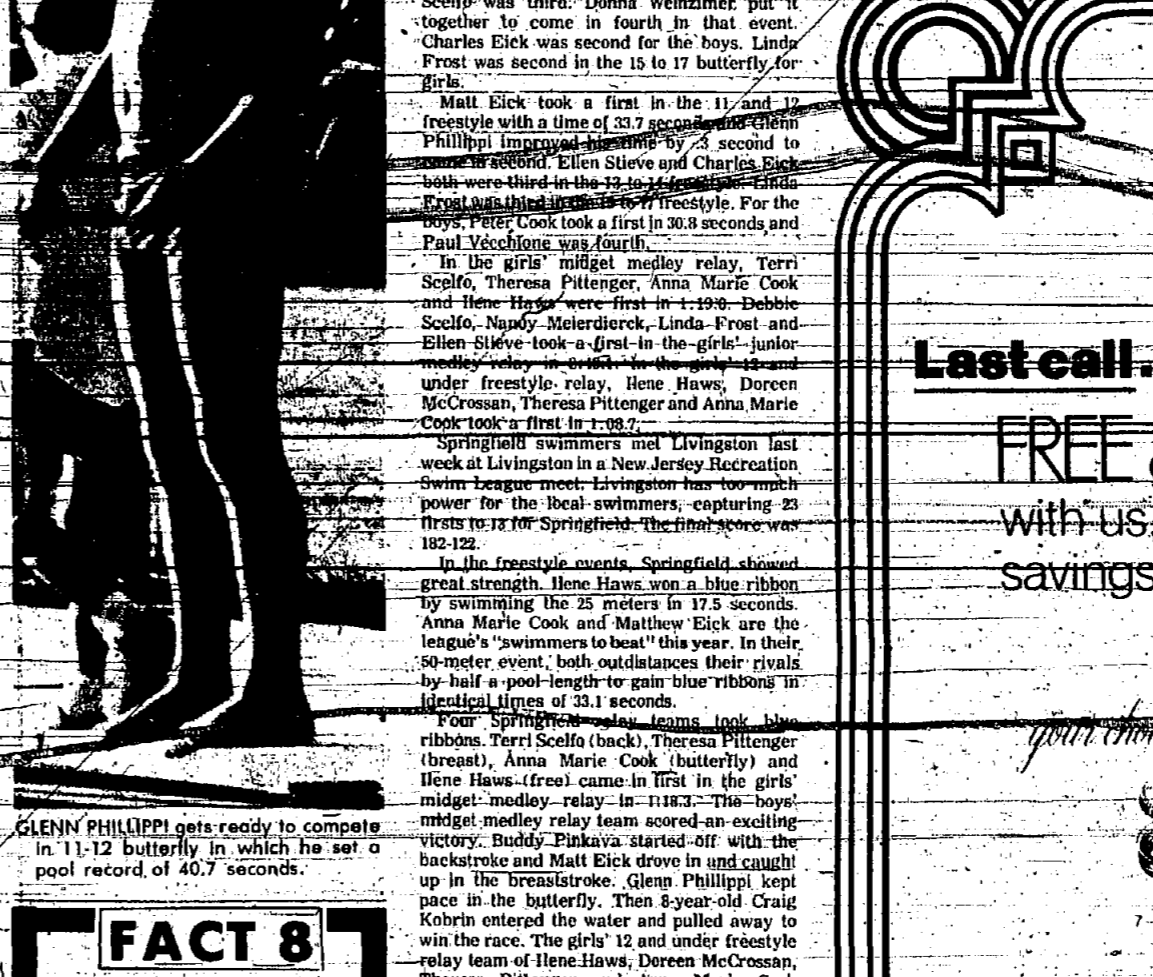 Scelfo was third. Donna Weinzimer put it
together to come in fourth in that event.
Charles Eick was second for the boys. Linda
Frost was second in the 15 to 17 butterfly for
girls.
Matt Eick took a first in the 11 and 12
freestyle with a time of 33.7 seconds and Glenn
Phillippi improved his time by .3 second to
come in second. Ellen Stieve and Charles Eick
both were third in the 13 to 14 freestyle. Linda
Frost was third in the 15 to 17 freestyle. For the
boys, Peter Cook took a first in 30.8 seconds and
Paul Vecchione was fourth.
In the girls' midget medley relay, Terri
Scelfo, Theresa Pittenger, Anna Marie Cook
and Ilene Haws were first in 1:19.0. Debbie
Scelfo, Nancy Meierdierck, Linda Frost and
Ellen Stieve took a first in the girls' junior
medley relay in In the girls' 12 and
under freestyle relay, Ilene Haws, Doreen
McCrossan, Theresa Pittenger and Anna Marie
Cook took a first in 1:08.7.
Springfield swimmers met Livingston last
week at Livingston in a New Jersey Recreation
Swim League meet. Livingston has too much
power for the local swimmers, capturing 23
firsts to 13 for Springfield. The final score was
182-122.
In the freestyle events, Springfield showed
great strength. Ilene Haws won a blue ribbon
by swimming the 25 meters in 17.5 seconds.
Anna Marie Cook and Matthew Eick are the
league's "swimmers to beat" this year. In their
50-meter event, both outdistances their rivals
by half a pool-length to gain blue ribbons in
identical times of 33.1 seconds.
Four Springfield relay teams took blue
ribbons. Terri Scelfo (back), Theresa Pittenger
(breast), Anna Marie Cook (butterfly) and
Ilene Haws (free) came in first in the girls'
midget medley relay in 1:18.3. The boys'
midget medley relay team scored an exciting
victory. Buddy Pinkava started off with the
backstroke and Matt Eick drove in and caught
up in the breaststroke. Glenn Phillippi kept
pace in the butterfly. Then 8-year-old Craig
Kobrin entered the water and pulled away to
win the race. The girls' 12 and under freestyle
relay team of Ilene Haws, Doreen McCrossan,
GLENN PHILLIPPI gets ready to compete
in 11-12 butterfly in which he set a
pool record of 40.7 seconds.
FACT 8
Last call.
FREE
with us
savings
your
7